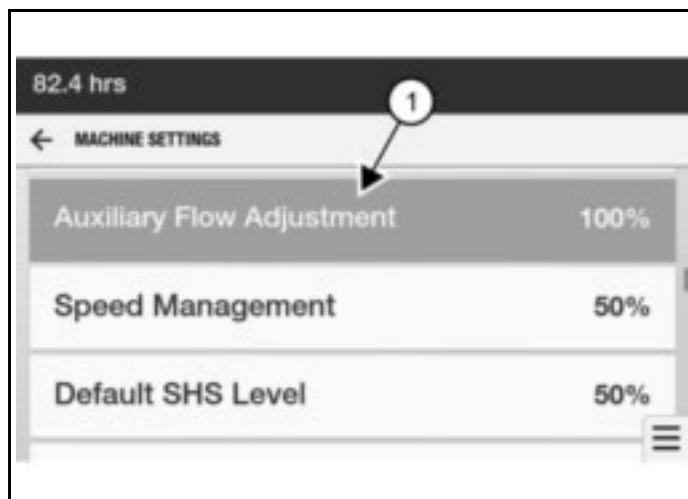 82.4 hrs
1
MACHINE SETTINGS
Auxiliary Flow Adjustment 100%
Speed Management 50%
Default SHS Level 50%